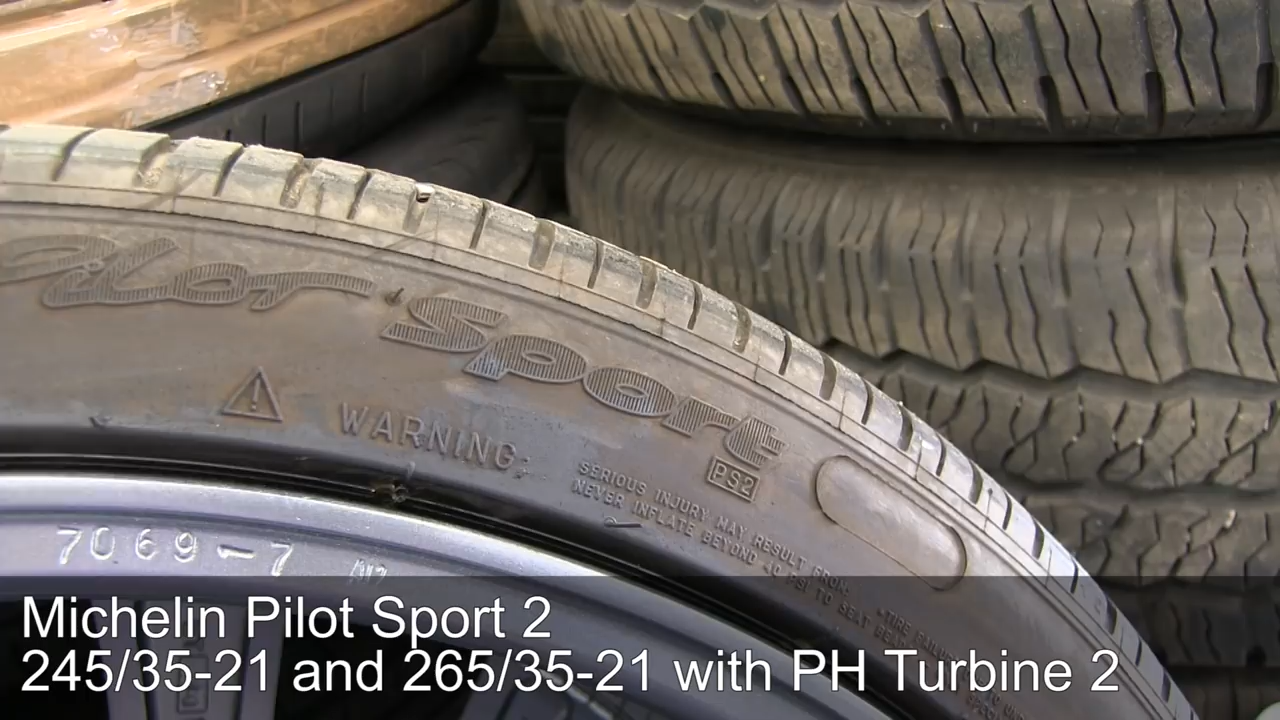 Pilot Sport
PS2
WARNING
SERIOUS INJURY MAY RESULT FROM:
NEVER INFLATE BEYOND 40 PSI TO SEAT
7069-7
Michelin Pilot Sport 2
245/35-21 and 265/35-21 with PH Turbine 2